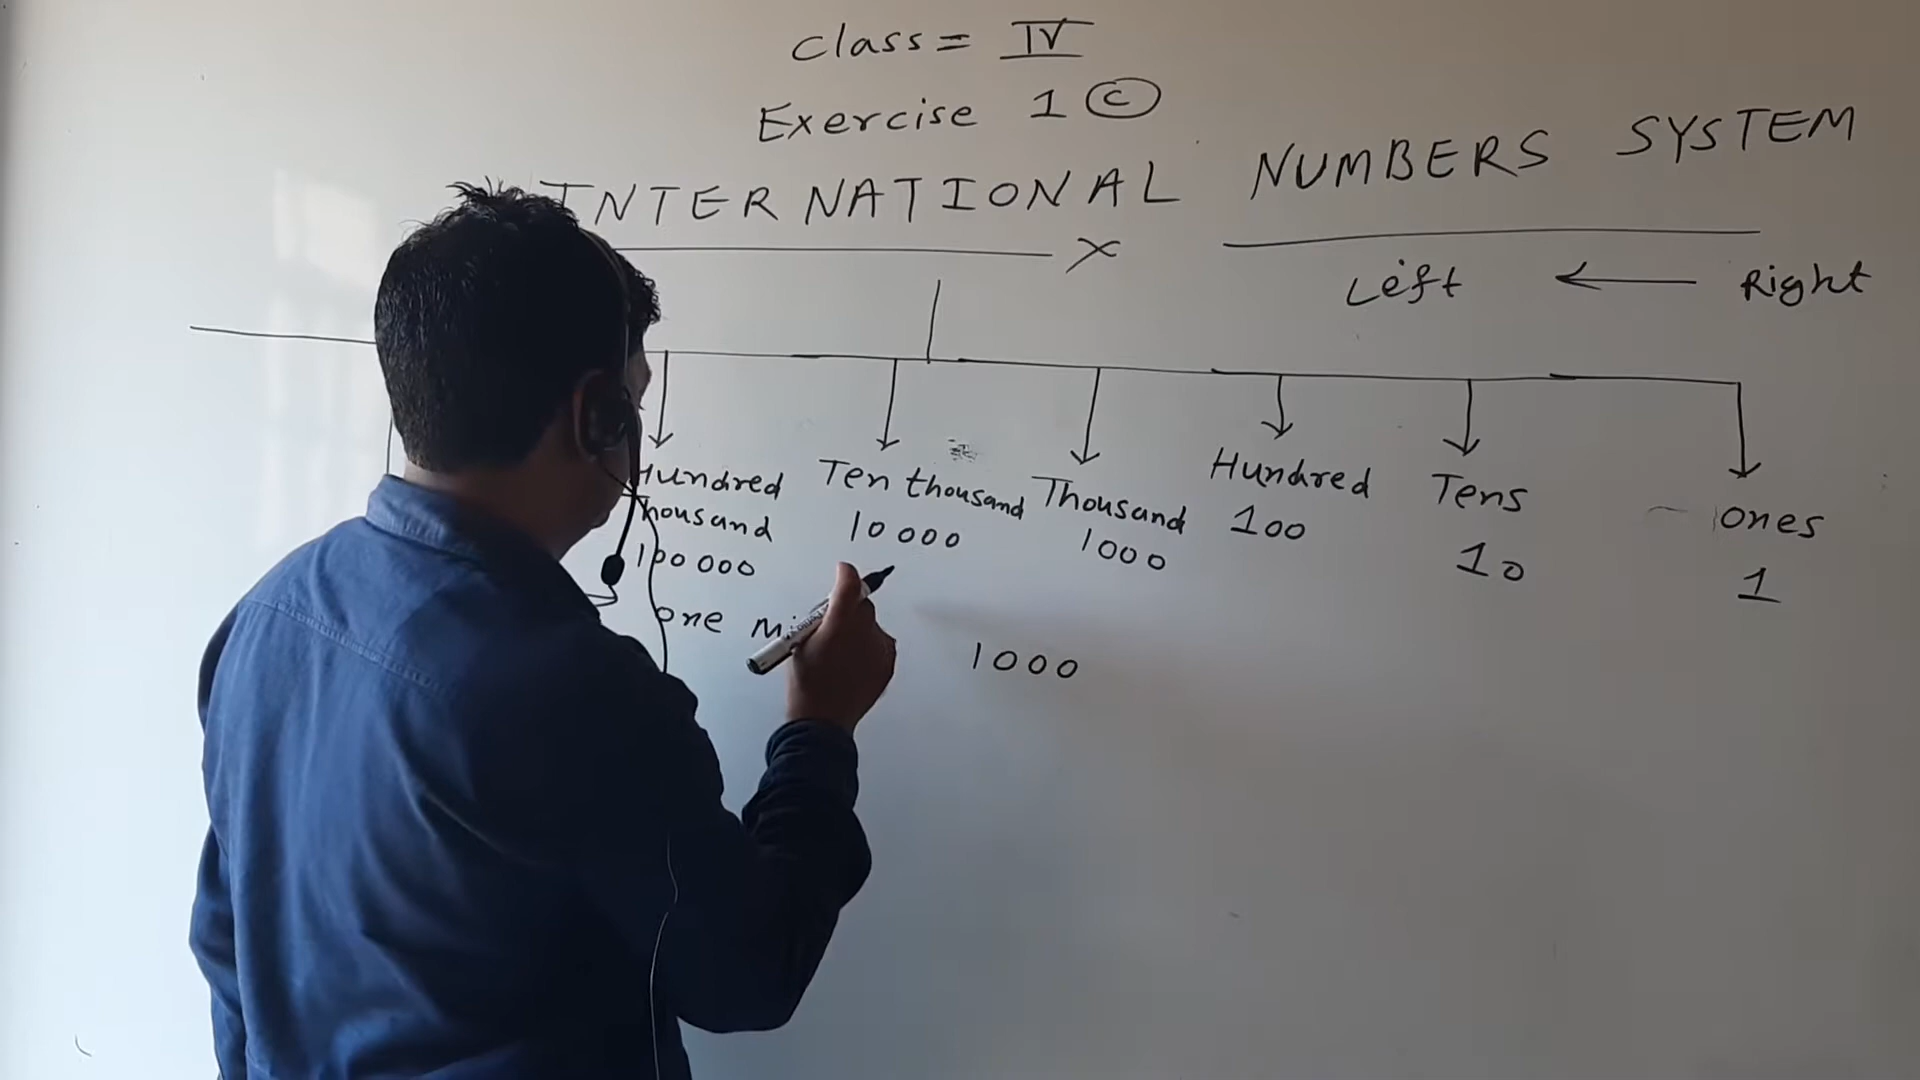 class = IV
Exercise 1 (c)
INTERNATIONAL NUMBERS SYSTEM
Left ← Right
Hundred Thousand 100000
Ten thousand 10000
Thousand 1000
Hundred 100
Tens 10
ones 1
one
1000